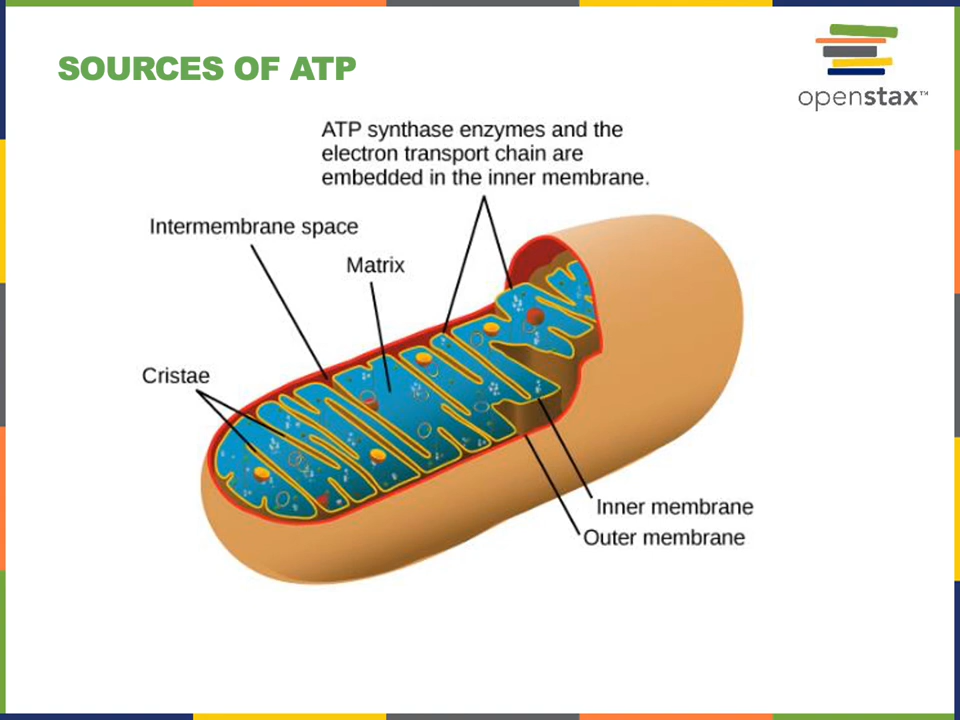 SOURCES OF ATP
openstax™
ATP synthase enzymes and the
electron transport chain are
embedded in the inner membrane.
Intermembrane space
Matrix
Cristae
Inner membrane
Outer membrane